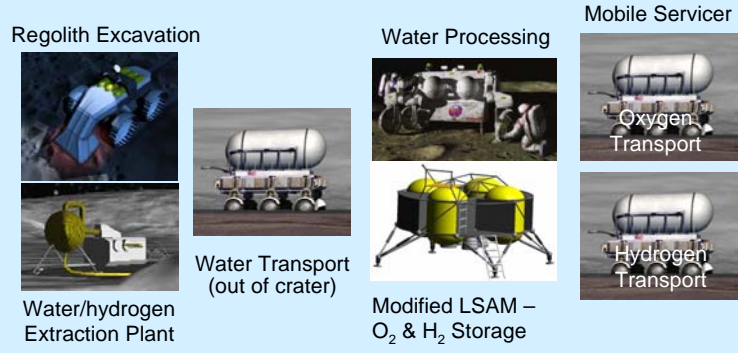 Regolith Excavation
Water/hydrogen
Extraction Plant
Water Transport
(out of crater)
Water Processing
Modified LSAM –
O₂ & H₂ Storage
Mobile Servicer
Oxygen
Transport
Hydrogen
Transport